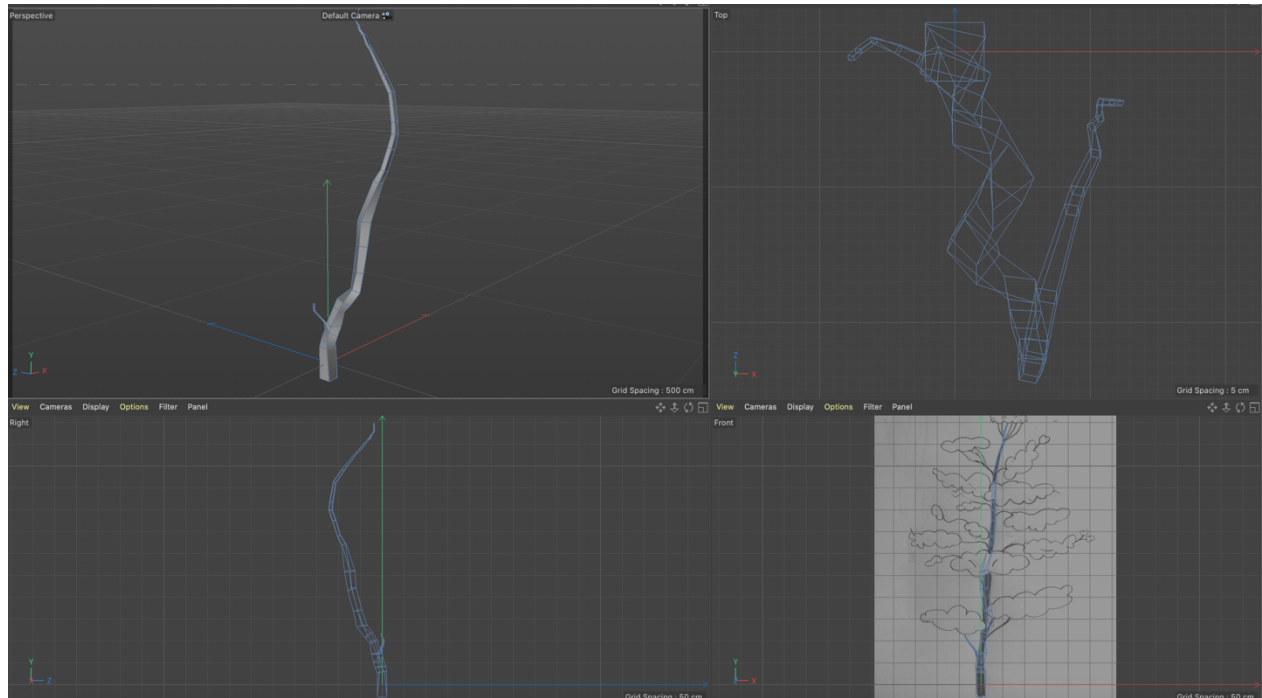 Perspective
Default Camera
Top
Y
Z X
Grid Spacing : 500 cm
Z
Y X
Grid Spacing : 5 cm
View Cameras Display Options Filter Panel
View Cameras Display Options Filter Panel
Right
Front
Y
X Z
Grid Spacing : 50 cm
Y
Z X
Grid Spacing : 50 cm